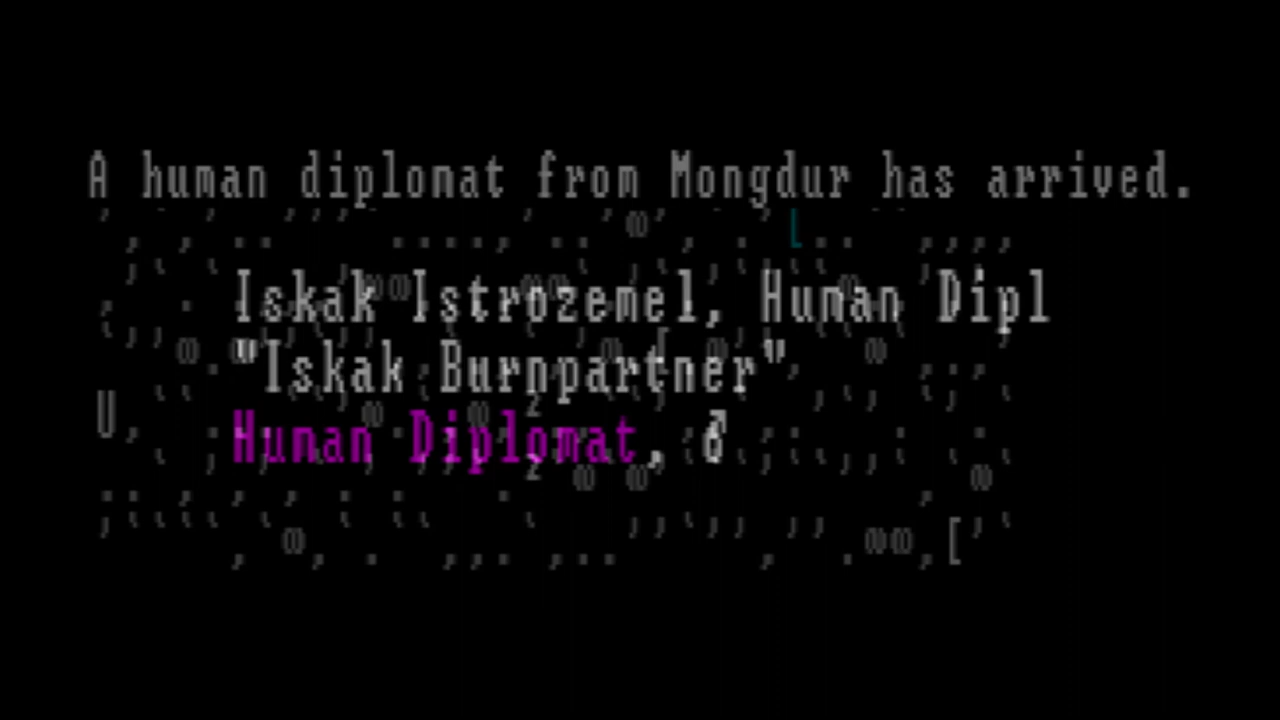 A human diplomat from Mongdur has arrived.
Iskak Istrozemel, Human Dipl
"Iskak Burnpartner"
Human Diplomat, ♂